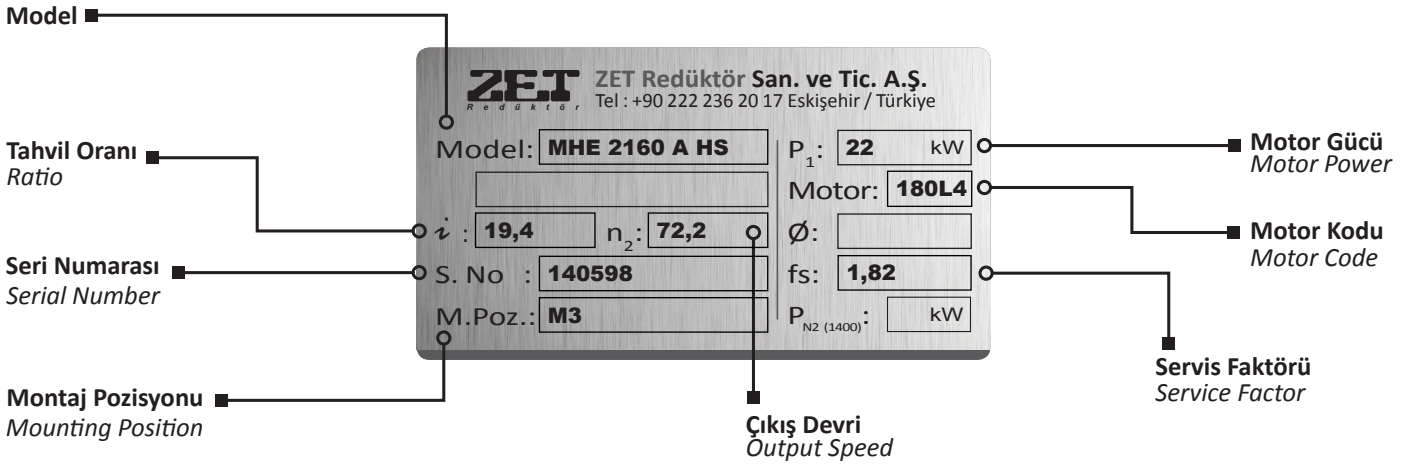 Model
ZET
Redüktör
ZET Redüktör San. ve Tic. A.Ş.
Tel : +90 222 236 20 17 Eskişehir / Türkiye
Model: MHE 2160 A HS
P1: 22 kW
Motor: 180L4
i : 19,4 n2: 72,2
Ø:
S. No : 140598
fs: 1,82
M.Poz.: M3
PN2 (1400): kW
Tahvil Oranı
Ratio
Seri Numarası
Serial Number
Montaj Pozisyonu
Mounting Position
Motor Gücü
Motor Power
Motor Kodu
Motor Code
Servis Faktörü
Service Factor
Çıkış Devri
Output Speed